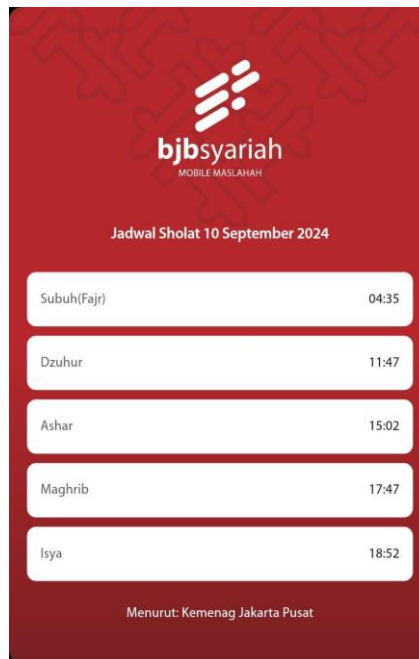 bjbsyariah
MOBILE MASLAHAH
Jadwal Sholat 10 September 2024
Subuh(Fajr) 04:35
Dzuhur 11:47
Ashar 15:02
Maghrib 17:47
Isya 18:52
Menurut: Kemenag Jakarta Pusat